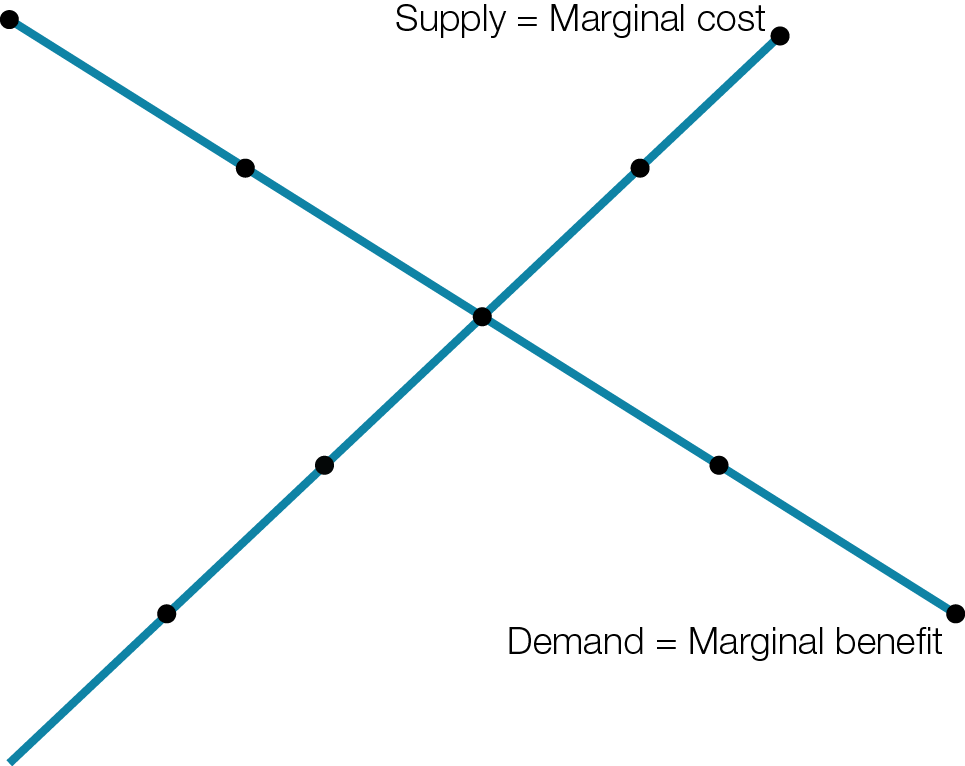 Supply = Marginal cost
Demand = Marginal benefit